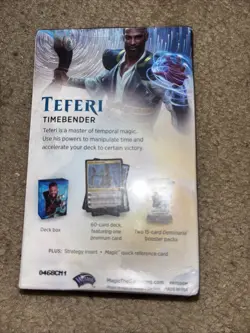 TEFERI
TIMEBENDER
Teferi is a master of temporal magic.
Use his powers to manipulate time and
accelerate your deck to certain victory.
Deck box
60-card deck,
featuring one
premium card
Two 15-card Dominaria
booster packs
PLUS: Strategy insert • Magic quick reference card